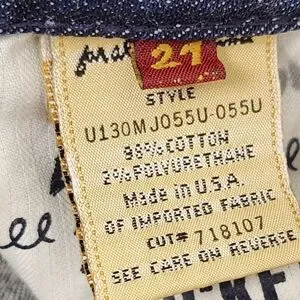 27
STYLE
U130MJ055U-055U
98%COTTON
2%POLYURETHANE
Made in U.S.A.
OF IMPORTED FABRIC
CUT# 718107
SEE CARE ON REVERSE